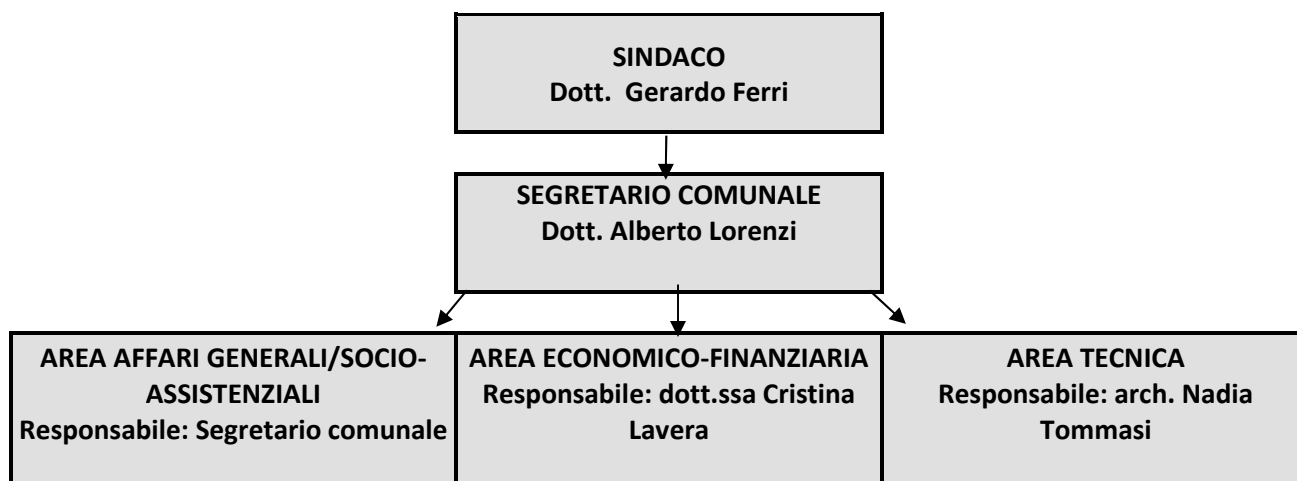 SINDACO
Dott. Gerardo Ferri
SEGRETARIO COMUNALE
Dott. Alberto Lorenzi
AREA AFFARI GENERALI/SOCIO-
ASSISTENZIALI
Responsabile: Segretario comunale
AREA ECONOMICO-FINANZIARIA
Responsabile: dott.ssa Cristina
Lavera
AREA TECNICA
Responsabile: arch. Nadia
Tommasi